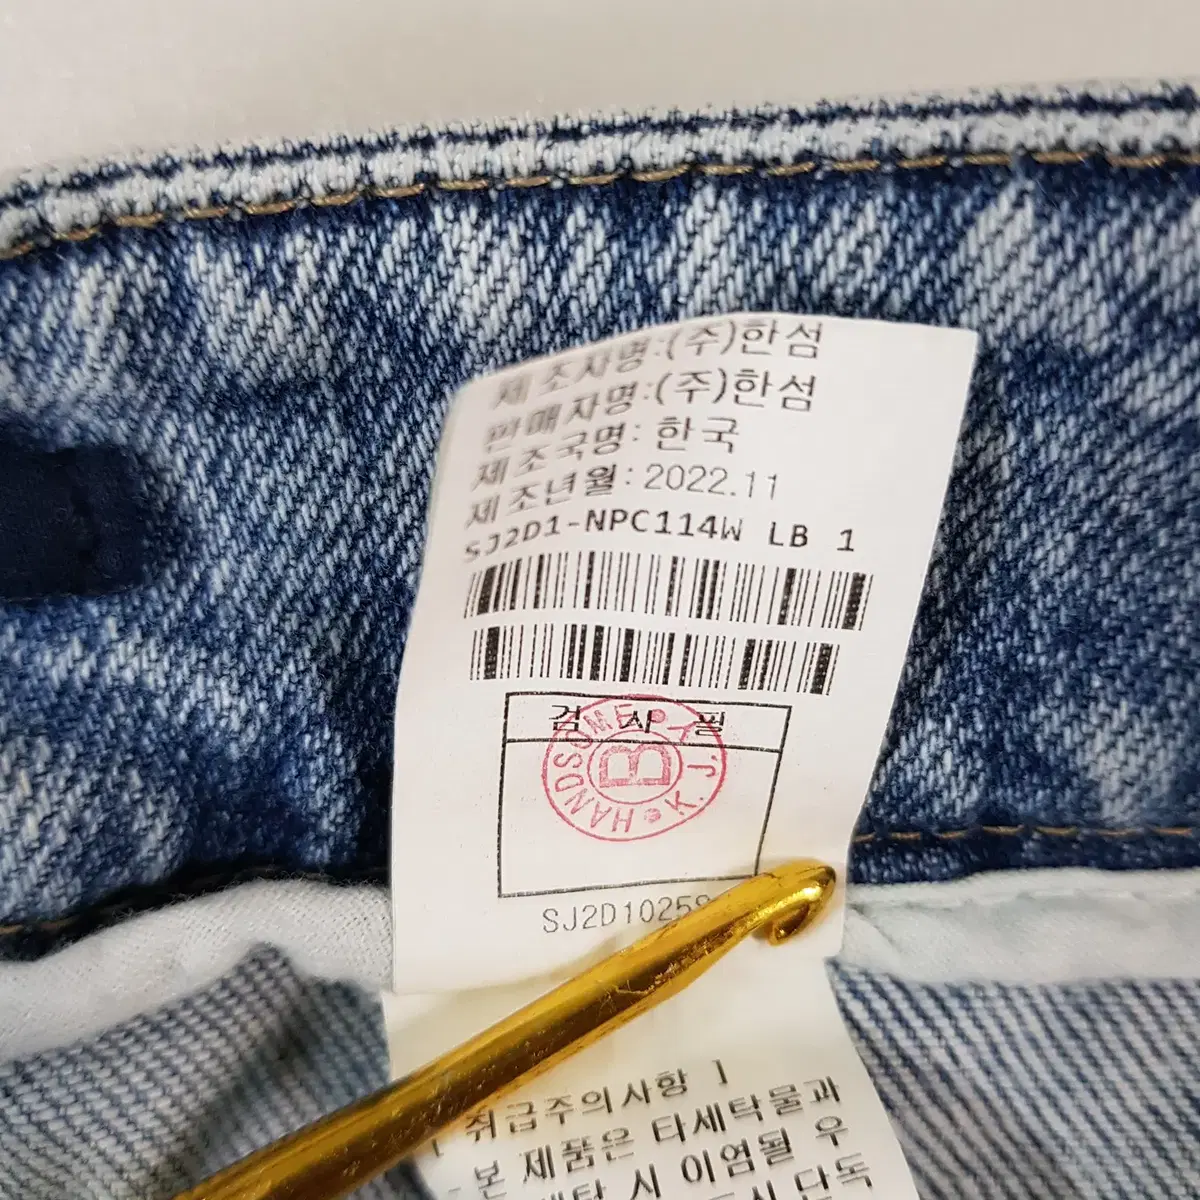 제조자명:(주)한섬
판매자명:(주)한섬
제조국명:한국
제조년월:2022.11
SJ2D1-NPC114W LB 1
검 사 필
HANDSOME P.Y.K.J.
B
SJ2D1025
취급주의사항 ]
-본 제품은 타세탁물과
세탁 시 이염될 우
단독